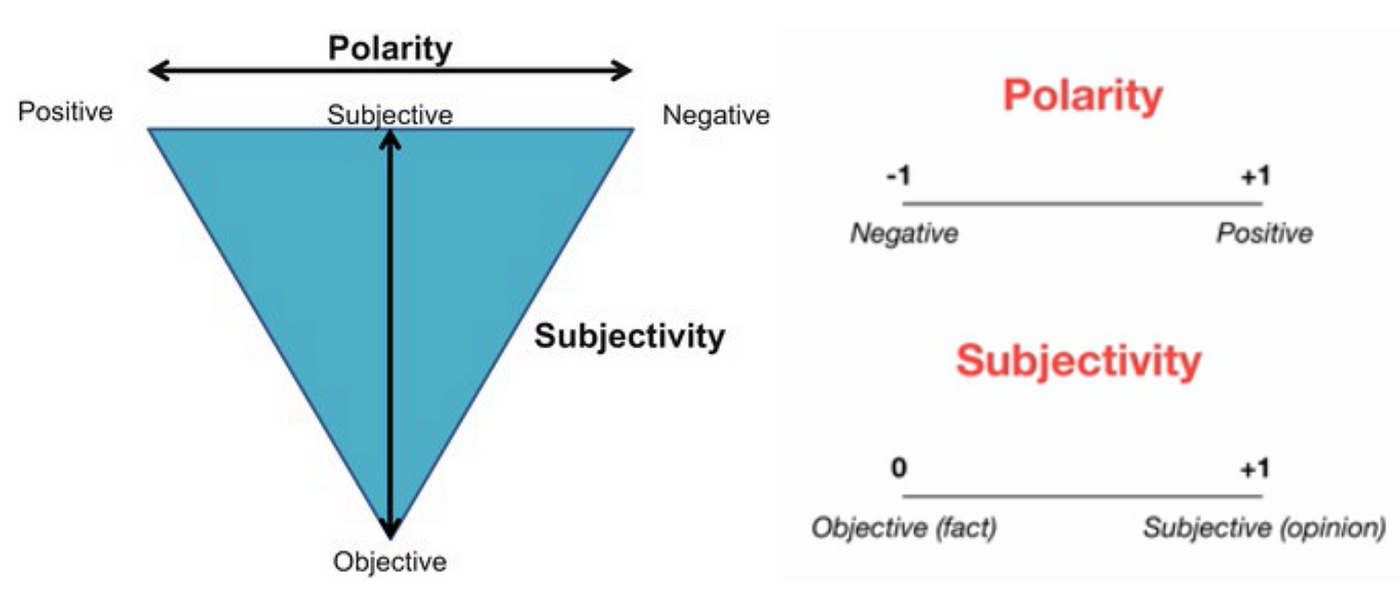 Polarity
Positive
Subjective
Negative
Subjectivity
Objective
Polarity
-1 +1
Negative Positive
Subjectivity
0 +1
Objective (fact) Subjective (opinion)